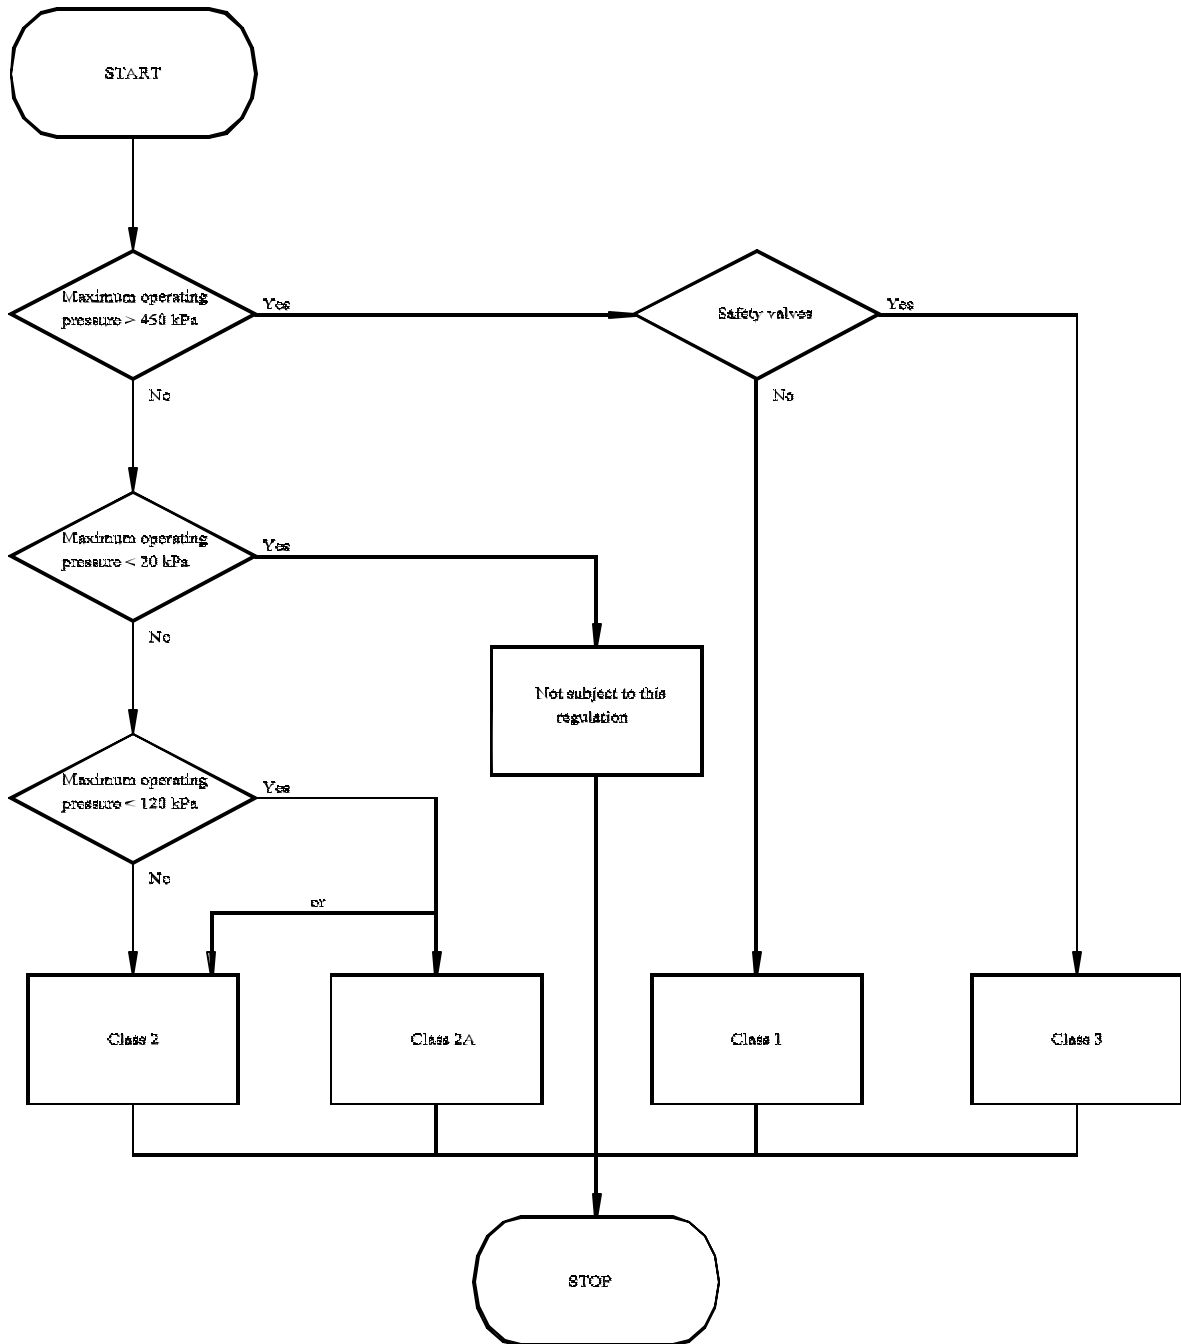 START
Maximum operating
pressure > 450 kPa
Yes
Safety valves
Yes
No
No
Maximum operating
pressure < 20 kPa
Yes
No
Not subject to this
regulation
Maximum operating
pressure < 120 kPa
Yes
No
or
Class 2
Class 2A
Class 1
Class 3
STOP